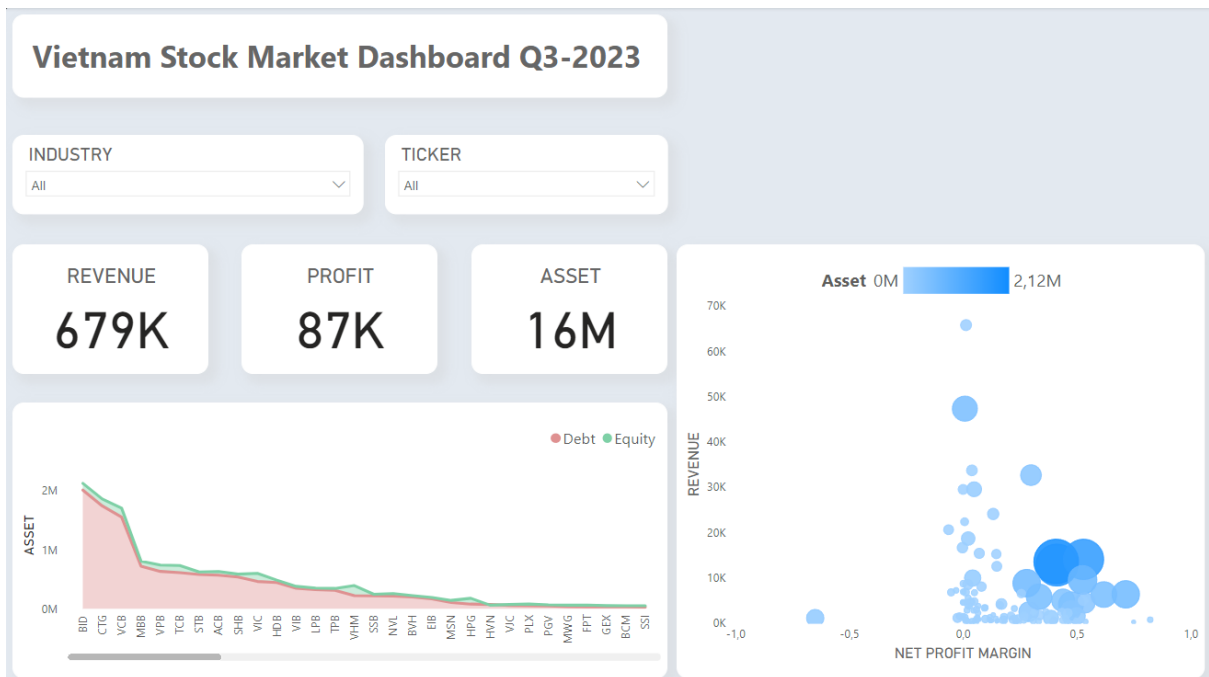 Vietnam Stock Market Dashboard Q3-2023
INDUSTRY
All
TICKER
All
REVENUE
679K
PROFIT
87K
ASSET
16M
Debt Equity
ASSET
2M
1M
0M
BID CTG VCB MBB VPB TCB STB ACB SHB VIC HDB VIB LPB TPB VHM SSB NVL BVH EIB MSN HPG HVN VJC PLX PGV MWG FPT GEX BCM SSI
Asset 0M 2,12M
REVENUE
70K
60K
50K
40K
30K
20K
10K
0K
-1,0 -0,5 0,0 0,5 1,0
NET PROFIT MARGIN